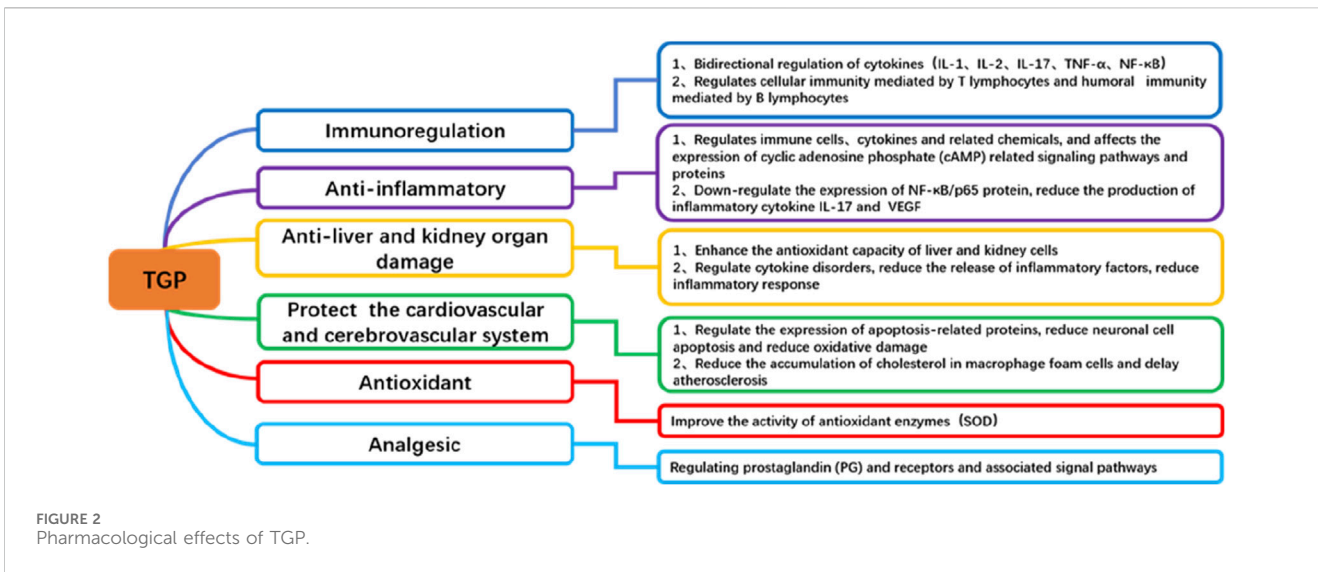 TGP
Immunoregulation
1、Bidirectional regulation of cytokines（IL-1、IL-2、IL-17、TNF-α、NF-κB）
2、Regulates cellular immunity mediated by T lymphocytes and humoral immunity
mediated by B lymphocytes
Anti-inflammatory
1、Regulates immune cells、cytokines and related chemicals, and affects the
expression of cyclic adenosine phosphate (cAMP) related signaling pathways and
proteins
2、Down-regulate the expression of NF-κB/p65 protein, reduce the production of
inflammatory cytokine IL-17 and VEGF
Anti-liver and kidney organ
damage
1、Enhance the antioxidant capacity of liver and kidney cells
2、Regulate cytokine disorders, reduce the release of inflammatory factors, reduce
inflammatory response
Protect the cardiovascular
and cerebrovascular system
1、Regulate the expression of apoptosis-related proteins, reduce neuronal cell
apoptosis and reduce oxidative damage
2、Reduce the accumulation of cholesterol in macrophage foam cells and delay
atherosclerosis
Antioxidant
Improve the activity of antioxidant enzymes（SOD）
Analgesic
Regulating prostaglandin (PG) and receptors and associated signal pathways
FIGURE 2
Pharmacological effects of TGP.